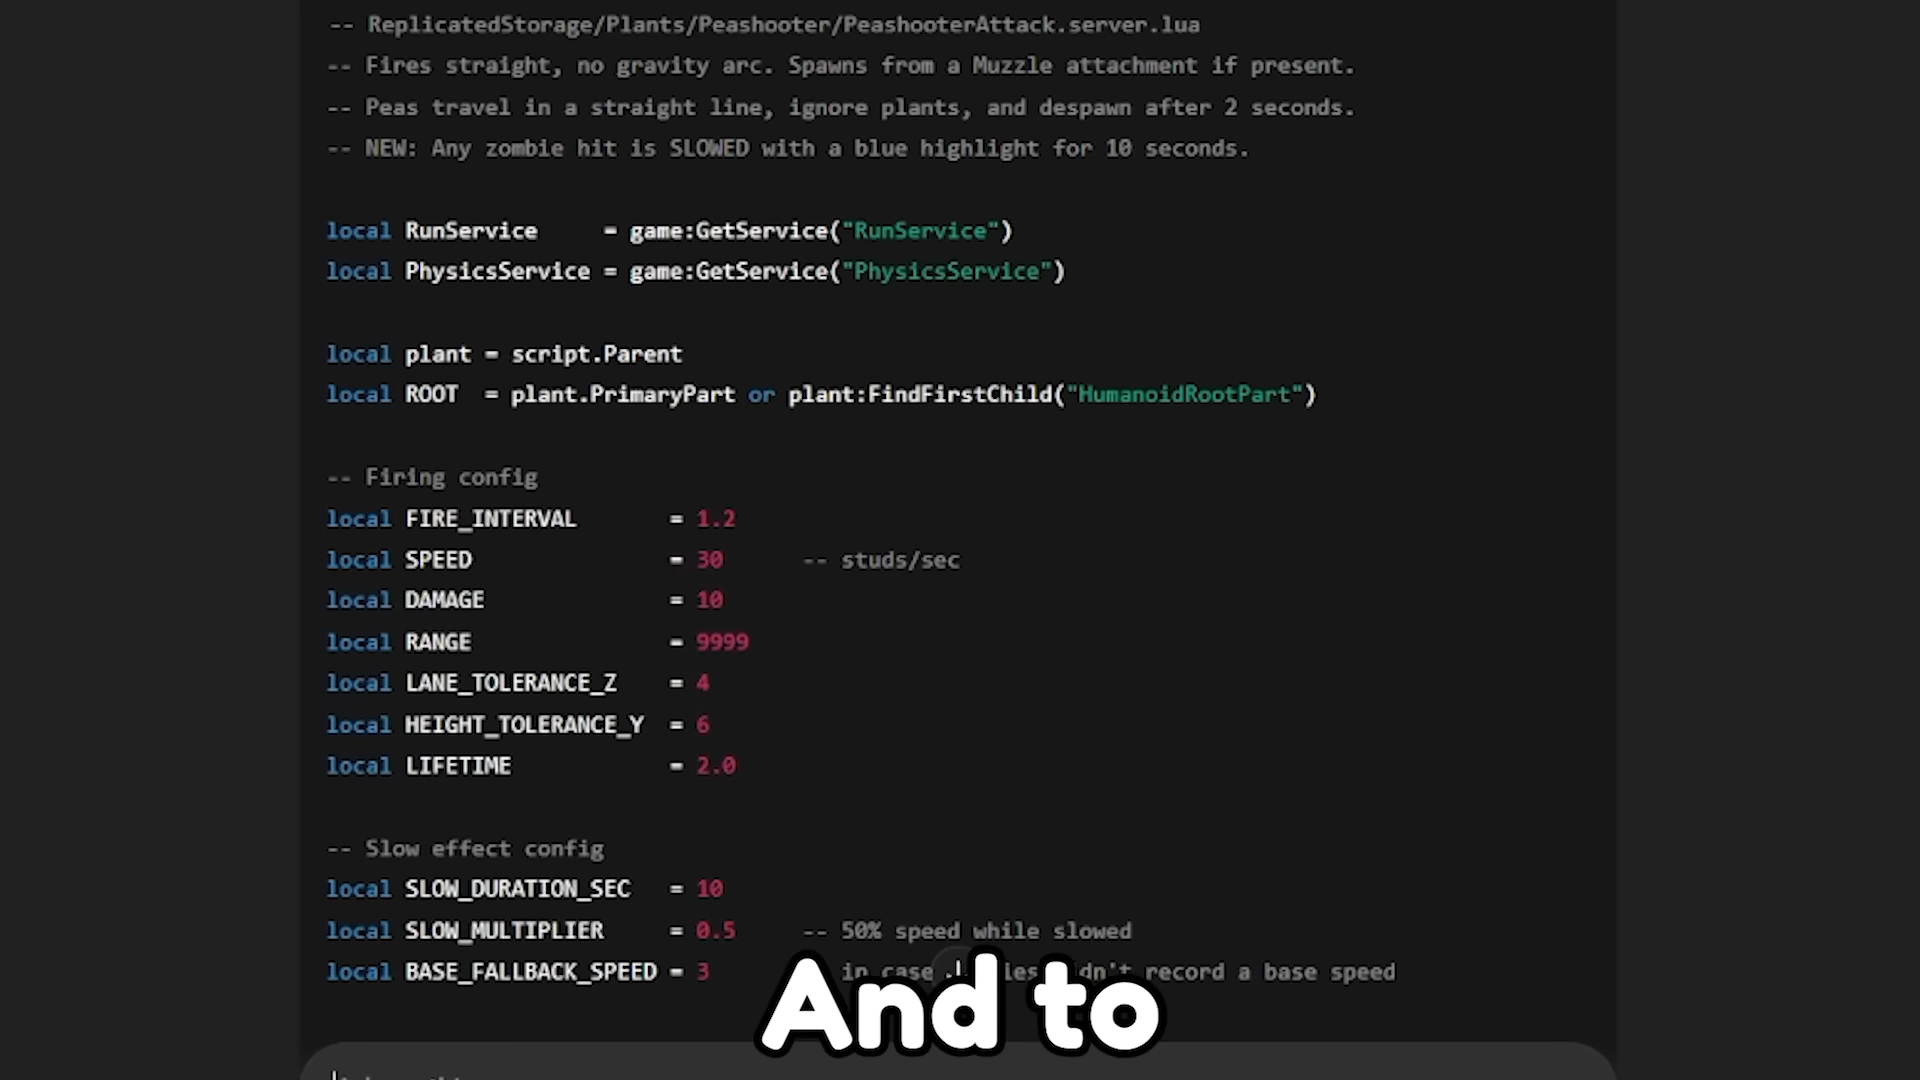 -- ReplicatedStorage/Plants/Peashooter/PeashooterAttack.server.lua
-- Fires straight, no gravity arc. Spawns from a Muzzle attachment if present.
-- Peas travel in a straight line, ignore plants, and despawn after 2 seconds.
-- NEW: Any zombie hit is SLOWED with a blue highlight for 10 seconds.
local RunService     = game:GetService("RunService")
local PhysicsService = game:GetService("PhysicsService")
local plant = script.Parent
local ROOT  = plant.PrimaryPart or plant:FindFirstChild("HumanoidRootPart")
-- Firing config
local FIRE_INTERVAL       = 1.2
local SPEED               = 30      -- studs/sec
local DAMAGE              = 10
local RANGE               = 9999
local LANE_TOLERANCE_Z    = 4
local HEIGHT_TOLERANCE_Y  = 6
local LIFETIME            = 2.0
-- Slow effect config
local SLOW_DURATION_SEC   = 10
local SLOW_MULTIPLIER     = 0.5     -- 50% speed while slowed
local BASE_FALLBACK_SPEED = 3 in case record a base speed
And to